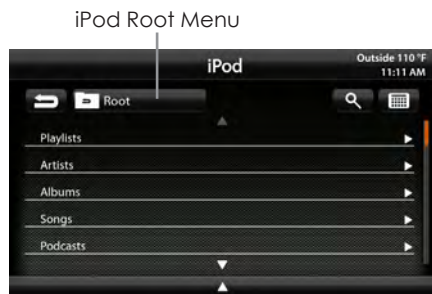 iPod Root Menu
iPod
Outside 110 °F
11:11 AM
Root
Playlists
Artists
Albums
Songs
Podcasts